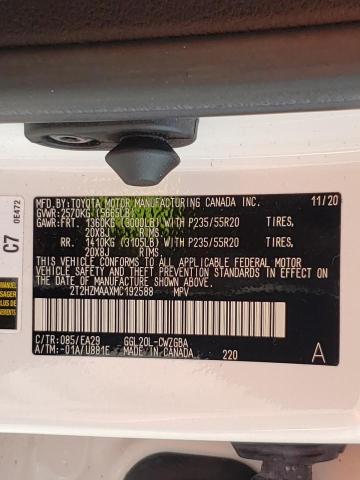 MFD. BY: TOYOTA MOTOR MANUFACTURING CANADA INC. 11/20
GVWR: 2570KG (5665LB)
GAWR: FRT. 1360KG (3000LB) WITH P235/55R20 TIRES,
20X8J RIMS.
RR. 1410KG (3105LB) WITH P235/55R20 TIRES,
20X8J RIMS.
THIS VEHICLE CONFORMS TO ALL APPLICABLE FEDERAL MOTOR
VEHICLE SAFETY AND BUMPER STANDARDS IN EFFECT ON
THE DATE OF MANUFACTURE SHOWN ABOVE.
2T2HZMAAXMC192588 MPV
C/TR: 085/EA29 GGL20L-CWZGBA
A/TM: -01A/U881E MADE IN CANADA 220 A
C7 0E472
SAGER
EMENTS